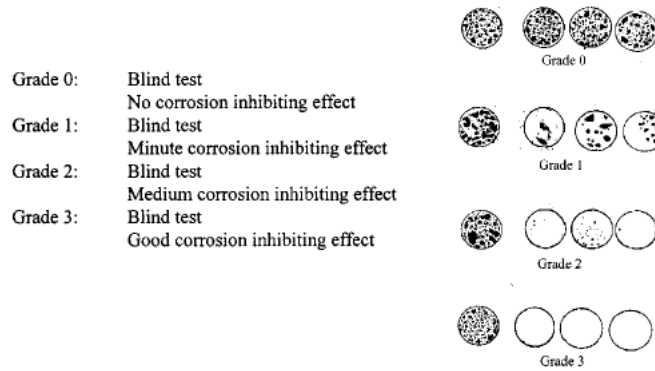 Grade 0: Blind test
No corrosion inhibiting effect
Grade 1: Blind test
Minute corrosion inhibiting effect
Grade 2: Blind test
Medium corrosion inhibiting effect
Grade 3: Blind test
Good corrosion inhibiting effect
Grade 0
Grade 1
Grade 2
Grade 3